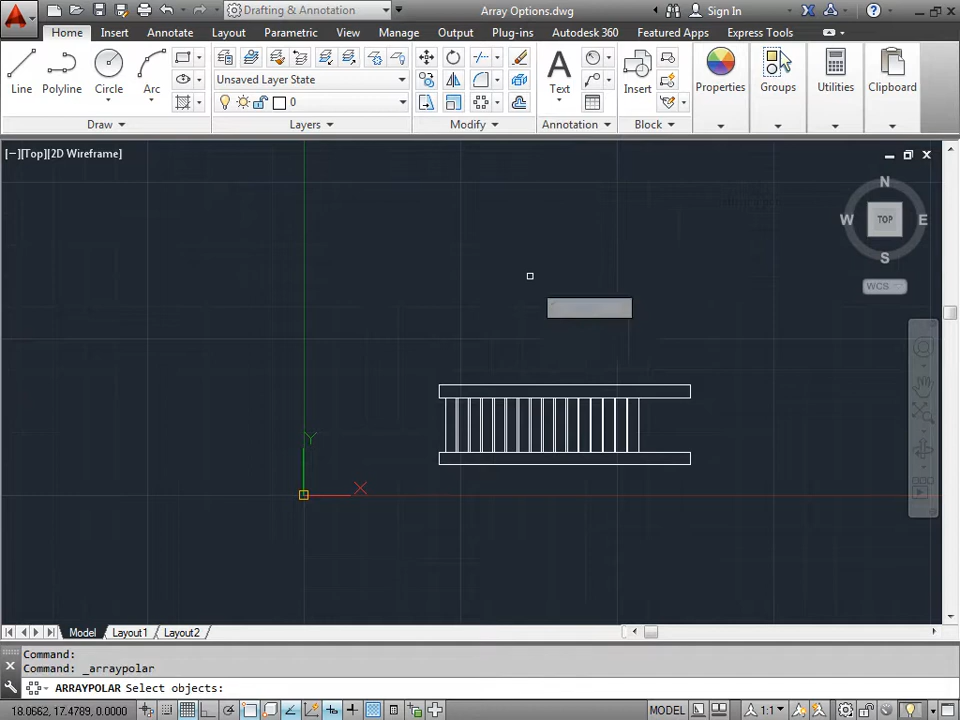 Drafting & Annotation
Array Options.dwg
Sign In
Home Insert Annotate Layout Parametric View Manage Output Plug-ins Autodesk 360 Featured Apps Express Tools
Unsaved Layer State
0
Line Polyline Circle Arc
Text
Insert
Properties Groups Utilities Clipboard
Draw Layers Modify Annotation Block
[−][Top][2D Wireframe]
N
W TOP E
S
WCS
Y
X
Model Layout1 Layout2
Command:
Command: _arraypolar
ARRAYPOLAR Select objects:
18.0662, 17.4789, 0.0000
MODEL
1:1